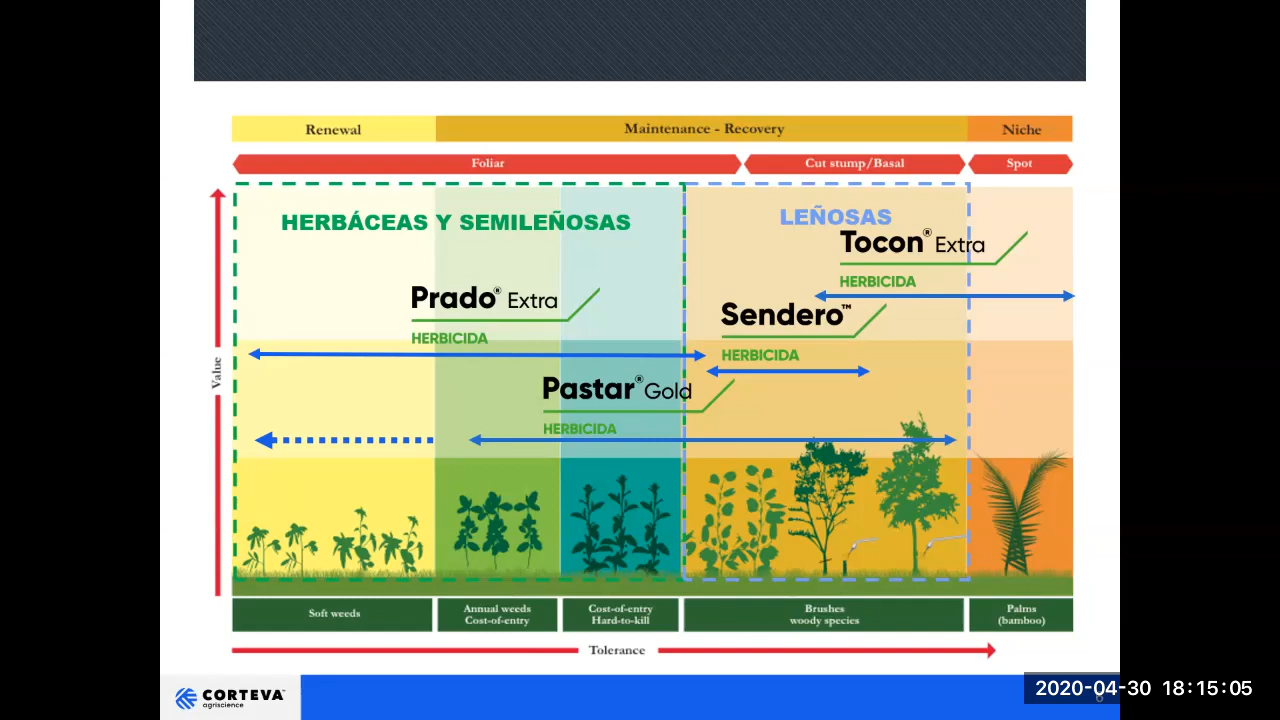 Renewal
Maintenance - Recovery
Niche
Foliar
Cut stump/Basal
Spot
HERBÁCEAS Y SEMILEÑOSAS
LEÑOSAS
Tocon® Extra
HERBICIDA
Prado® Extra
HERBICIDA
Sendero™
HERBICIDA
Pastar® Gold
HERBICIDA
Value
Soft weeds
Annual weeds
Cost-of-entry
Cost-of-entry
Hard-to-kill
Brushes
woody species
Palms
(bamboo)
Tolerance
CORTEVA™
agriscience
2020-04-30 18:15:05